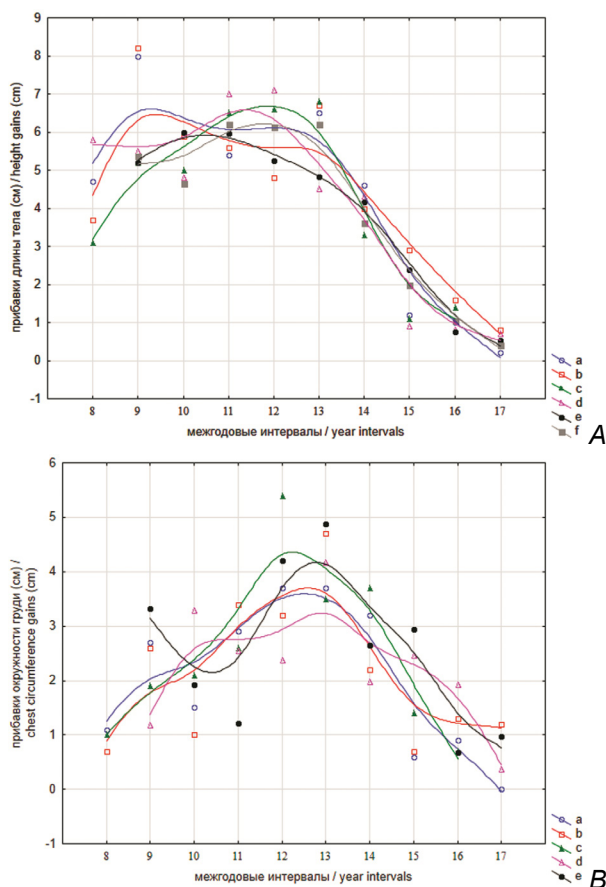 9
8
7
6
5
4
3
2
1
0
-1
8 9 10 11 12 13 14 15 16 17
прибавки длины тела (см) / height gains (cm)
межгодовые интервалы / year intervals
a
b
c
d
e
f
A
6
5
4
3
2
1
0
-1
8 9 10 11 12 13 14 15 16 17
прибавки окружности груди (см) /
chest circumference gains (cm)
межгодовые интервалы / year intervals
a
b
c
d
e
B